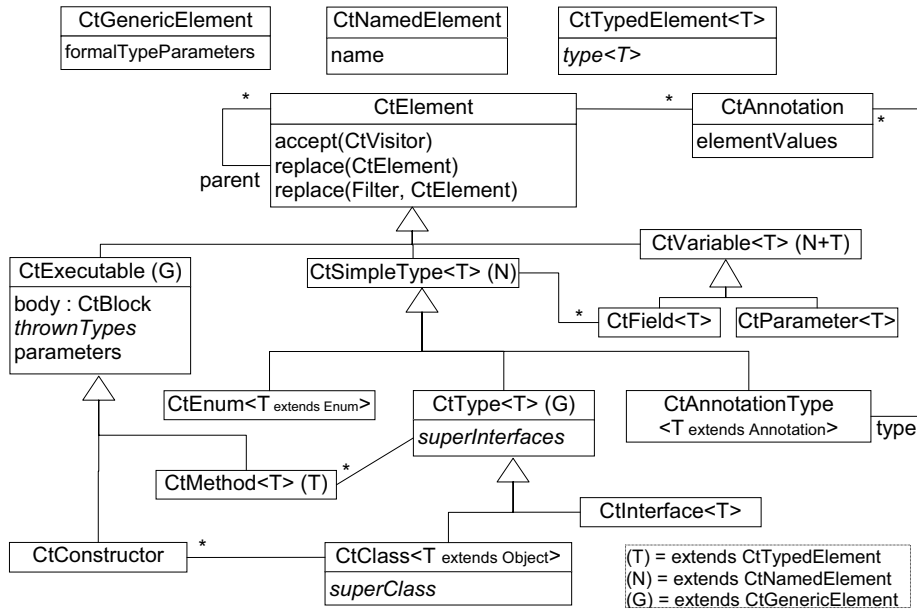 CtGenericElement
formalTypeParameters
CtNamedElement
name
CtTypedElement<T>
type<T>
* CtElement
accept(CtVisitor)
replace(CtElement)
replace(Filter, CtElement)
parent
* CtAnnotation
elementValues
*
CtVariable<T> (N+T)
CtExecutable (G)
body : CtBlock
thrownTypes
parameters
CtSimpleType<T> (N)
* CtField<T>
CtParameter<T>
CtEnum<T extends Enum>
CtType<T> (G)
superInterfaces
CtAnnotationType
<T extends Annotation>
type
CtMethod<T> (T) *
CtInterface<T>
CtConstructor *
CtClass<T extends Object>
superClass
(T) = extends CtTypedElement
(N) = extends CtNamedElement
(G) = extends CtGenericElement